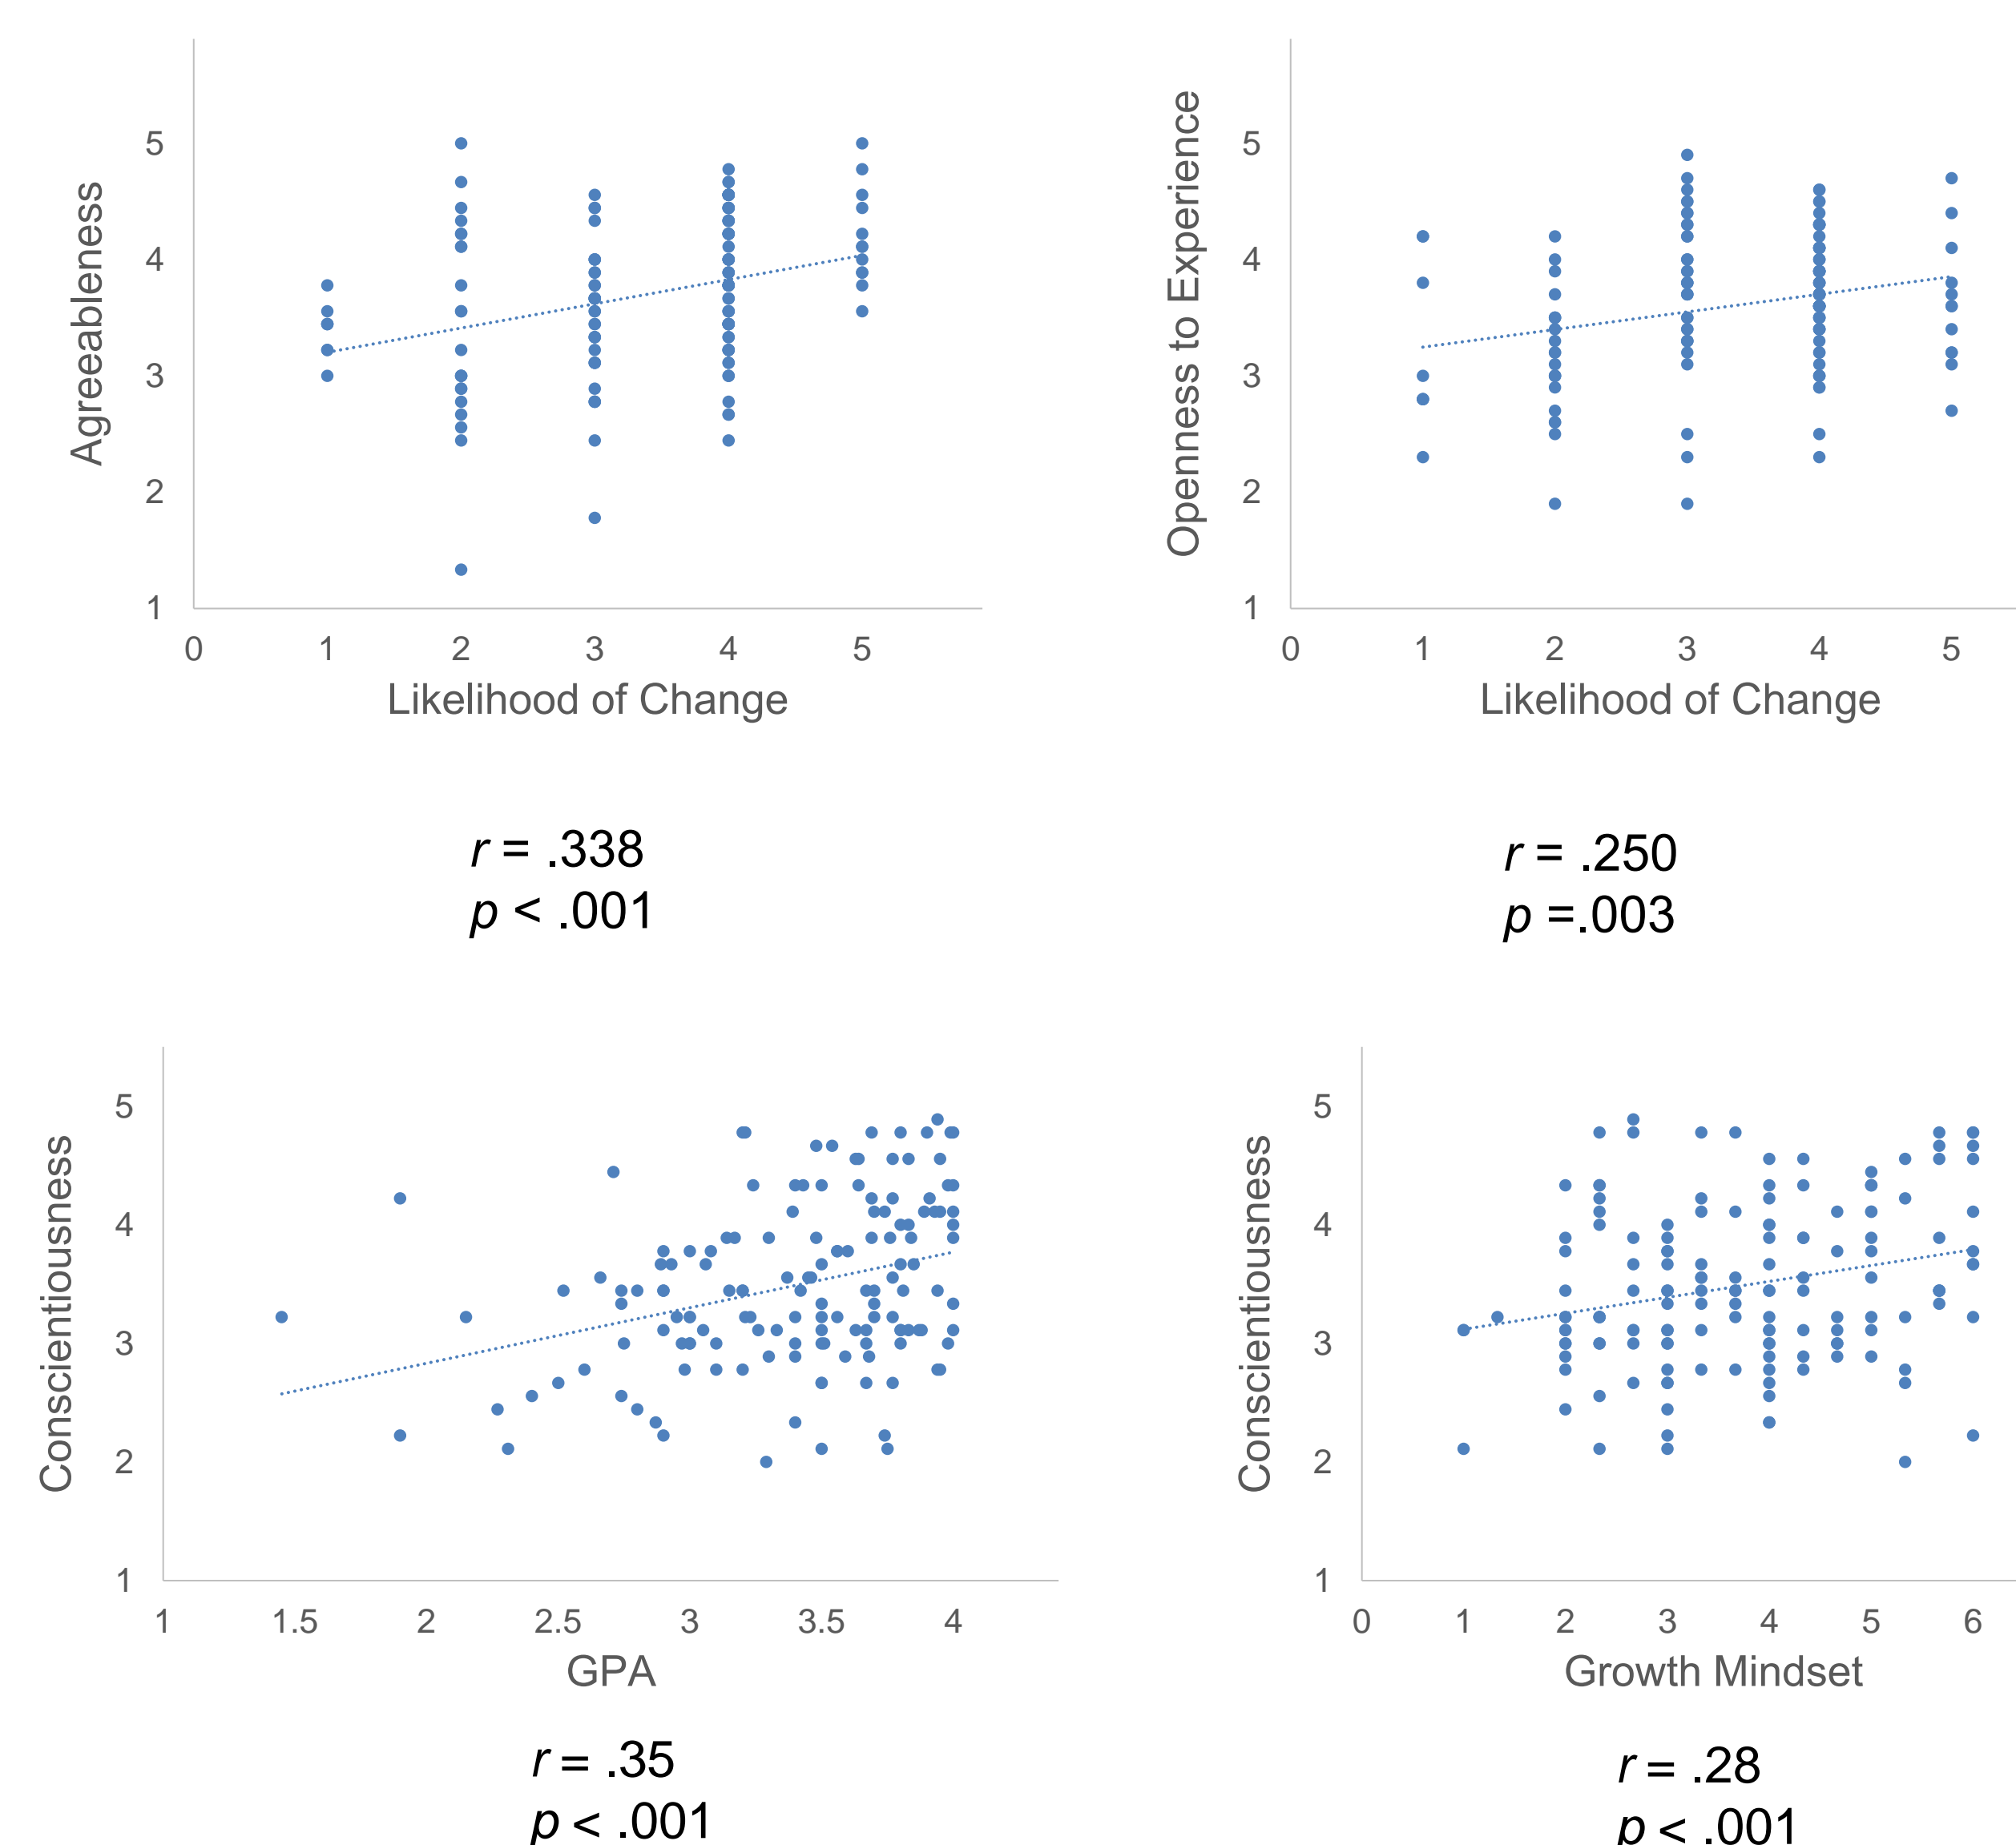 Agreeableness
5
4
3
2
1
0 1 2 3 4 5
Likelihood of Change
r = .338
p < .001
Openness to Experience
5
4
3
2
1
0 1 2 3 4 5
Likelihood of Change
r = .250
p =.003
Conscientiousness
5
4
3
2
1
1 1.5 2 2.5 3 3.5 4
GPA
r = .35
p < .001
Conscientiousness
5
4
3
2
1
0 1 2 3 4 5 6
Growth Mindset
r = .28
p < .001